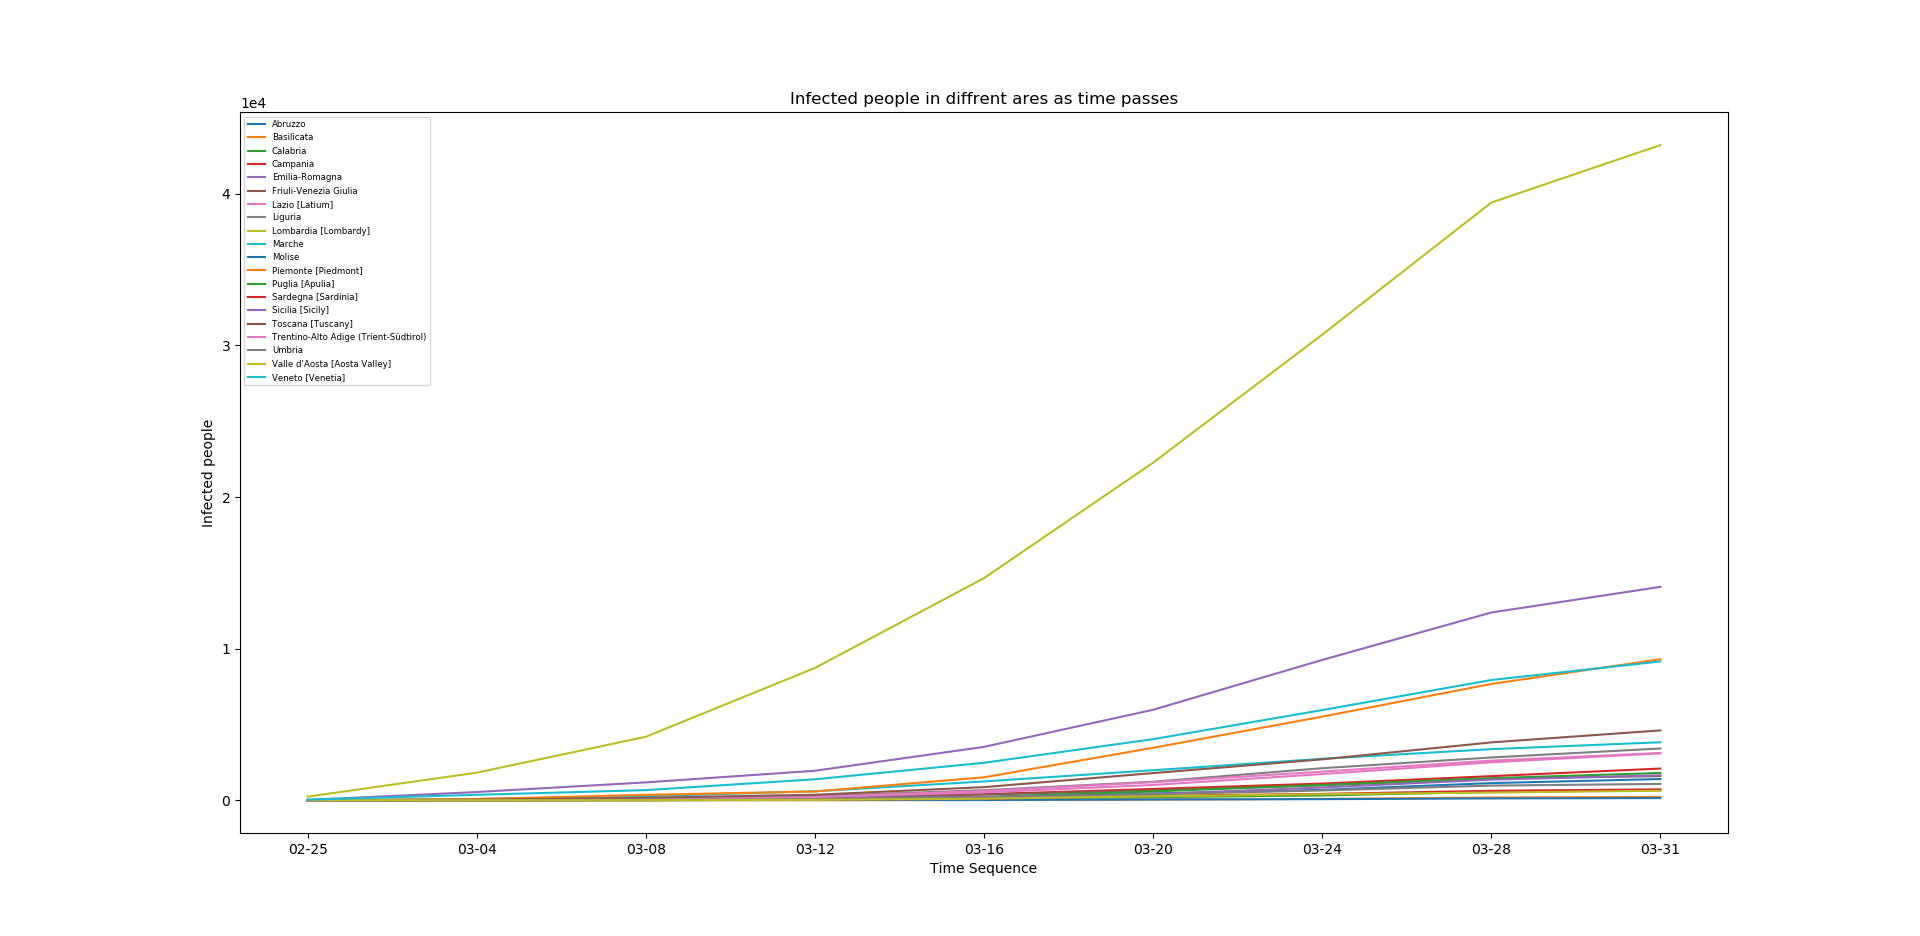 Infected people in diffrent ares as time passes
1e4
Abruzzo
Basilicata
Calabria
Campania
Emilia-Romagna
Friuli-Venezia Giulia
Lazio [Latium]
Liguria
Lombardia [Lombardy]
Marche
Molise
Piemonte [Piedmont]
Puglia [Apulia]
Sardegna [Sardinia]
Sicilia [Sicily]
Toscana [Tuscany]
Trentino-Alto Adige (Trient-Südtirol)
Umbria
Valle d'Aosta [Aosta Valley]
Veneto [Venetia]
4
3
2
1
0
Infected people
02-25 03-04 03-08 03-12 03-16 03-20 03-24 03-28 03-31
Time Sequence